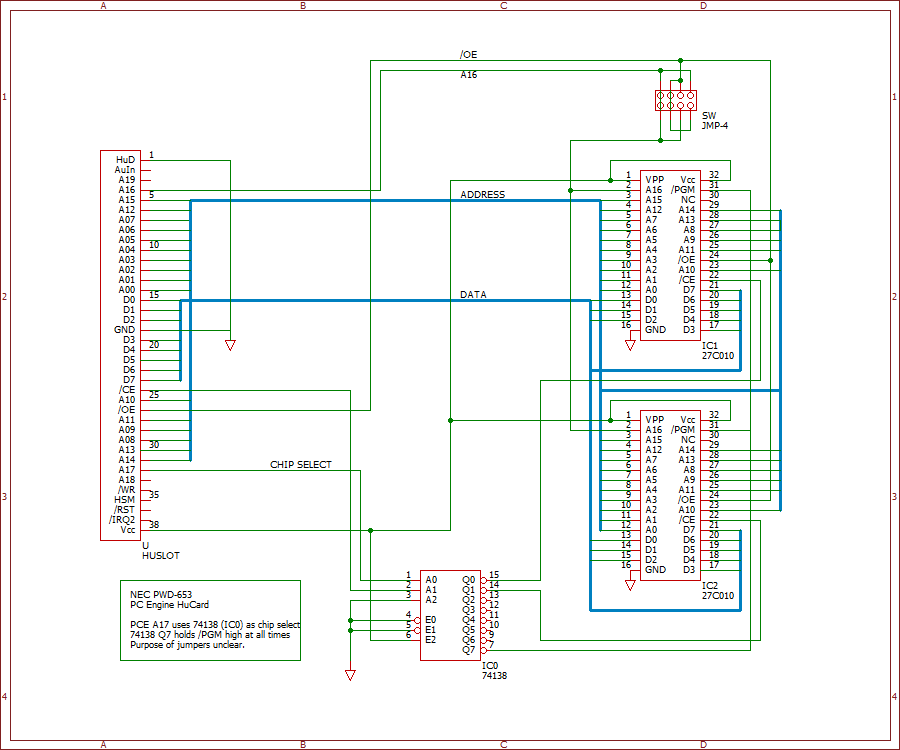 A B C D
/OE
A16
1 1
SW
JMP-4
HuD 1
AuIn
A19
A16
A15 5
A12
A07
A06
A05
A04 10
A03
A02
A01
A00
D0 15
D1
D2
GND
D3
D4 20
D5
D6
D7
/CE
A10 25
/OE
A11
A09
A08
A13 30
A14
A17
A18
/WR
HSM 35
/RST
/IRQ2
Vcc 38
U
HUSLOT
ADDRESS
DATA
CHIP SELECT
2 2
1 VPP Vcc 32
2 A16 /PGM 31
3 A15 NC 30
4 A12 A14 29
5 A7 A13 28
6 A6 A8 27
7 A5 A9 26
8 A4 A11 25
9 A3 /OE 24
10 A2 A10 23
11 A1 /CE 22
12 A0 D7 21
13 D0 D6 20
14 D1 D5 19
15 D2 D4 18
16 GND D3 17
IC1
27C010
1 VPP Vcc 32
2 A16 /PGM 31
3 A15 NC 30
4 A12 A14 29
5 A7 A13 28
6 A6 A8 27
7 A5 A9 26
8 A4 A11 25
9 A3 /OE 24
10 A2 A10 23
11 A1 /CE 22
12 A0 D7 21
13 D0 D6 20
14 D1 D5 19
15 D2 D4 18
16 GND D3 17
IC2
27C010
3 3
1 A0 Q0 15
2 A1 Q1 14
3 A2 Q2 13
Q3 12
4 E0 Q4 11
5 E1 Q5 10
6 E2 Q6 9
Q7 7
IC0
74138
NEC PWD-653
PC Engine HuCard
PCE A17 uses 74138 (IC0) as chip select
74138 Q7 holds /PGM high at all times
Purpose of jumpers unclear.
4 4
A B C D